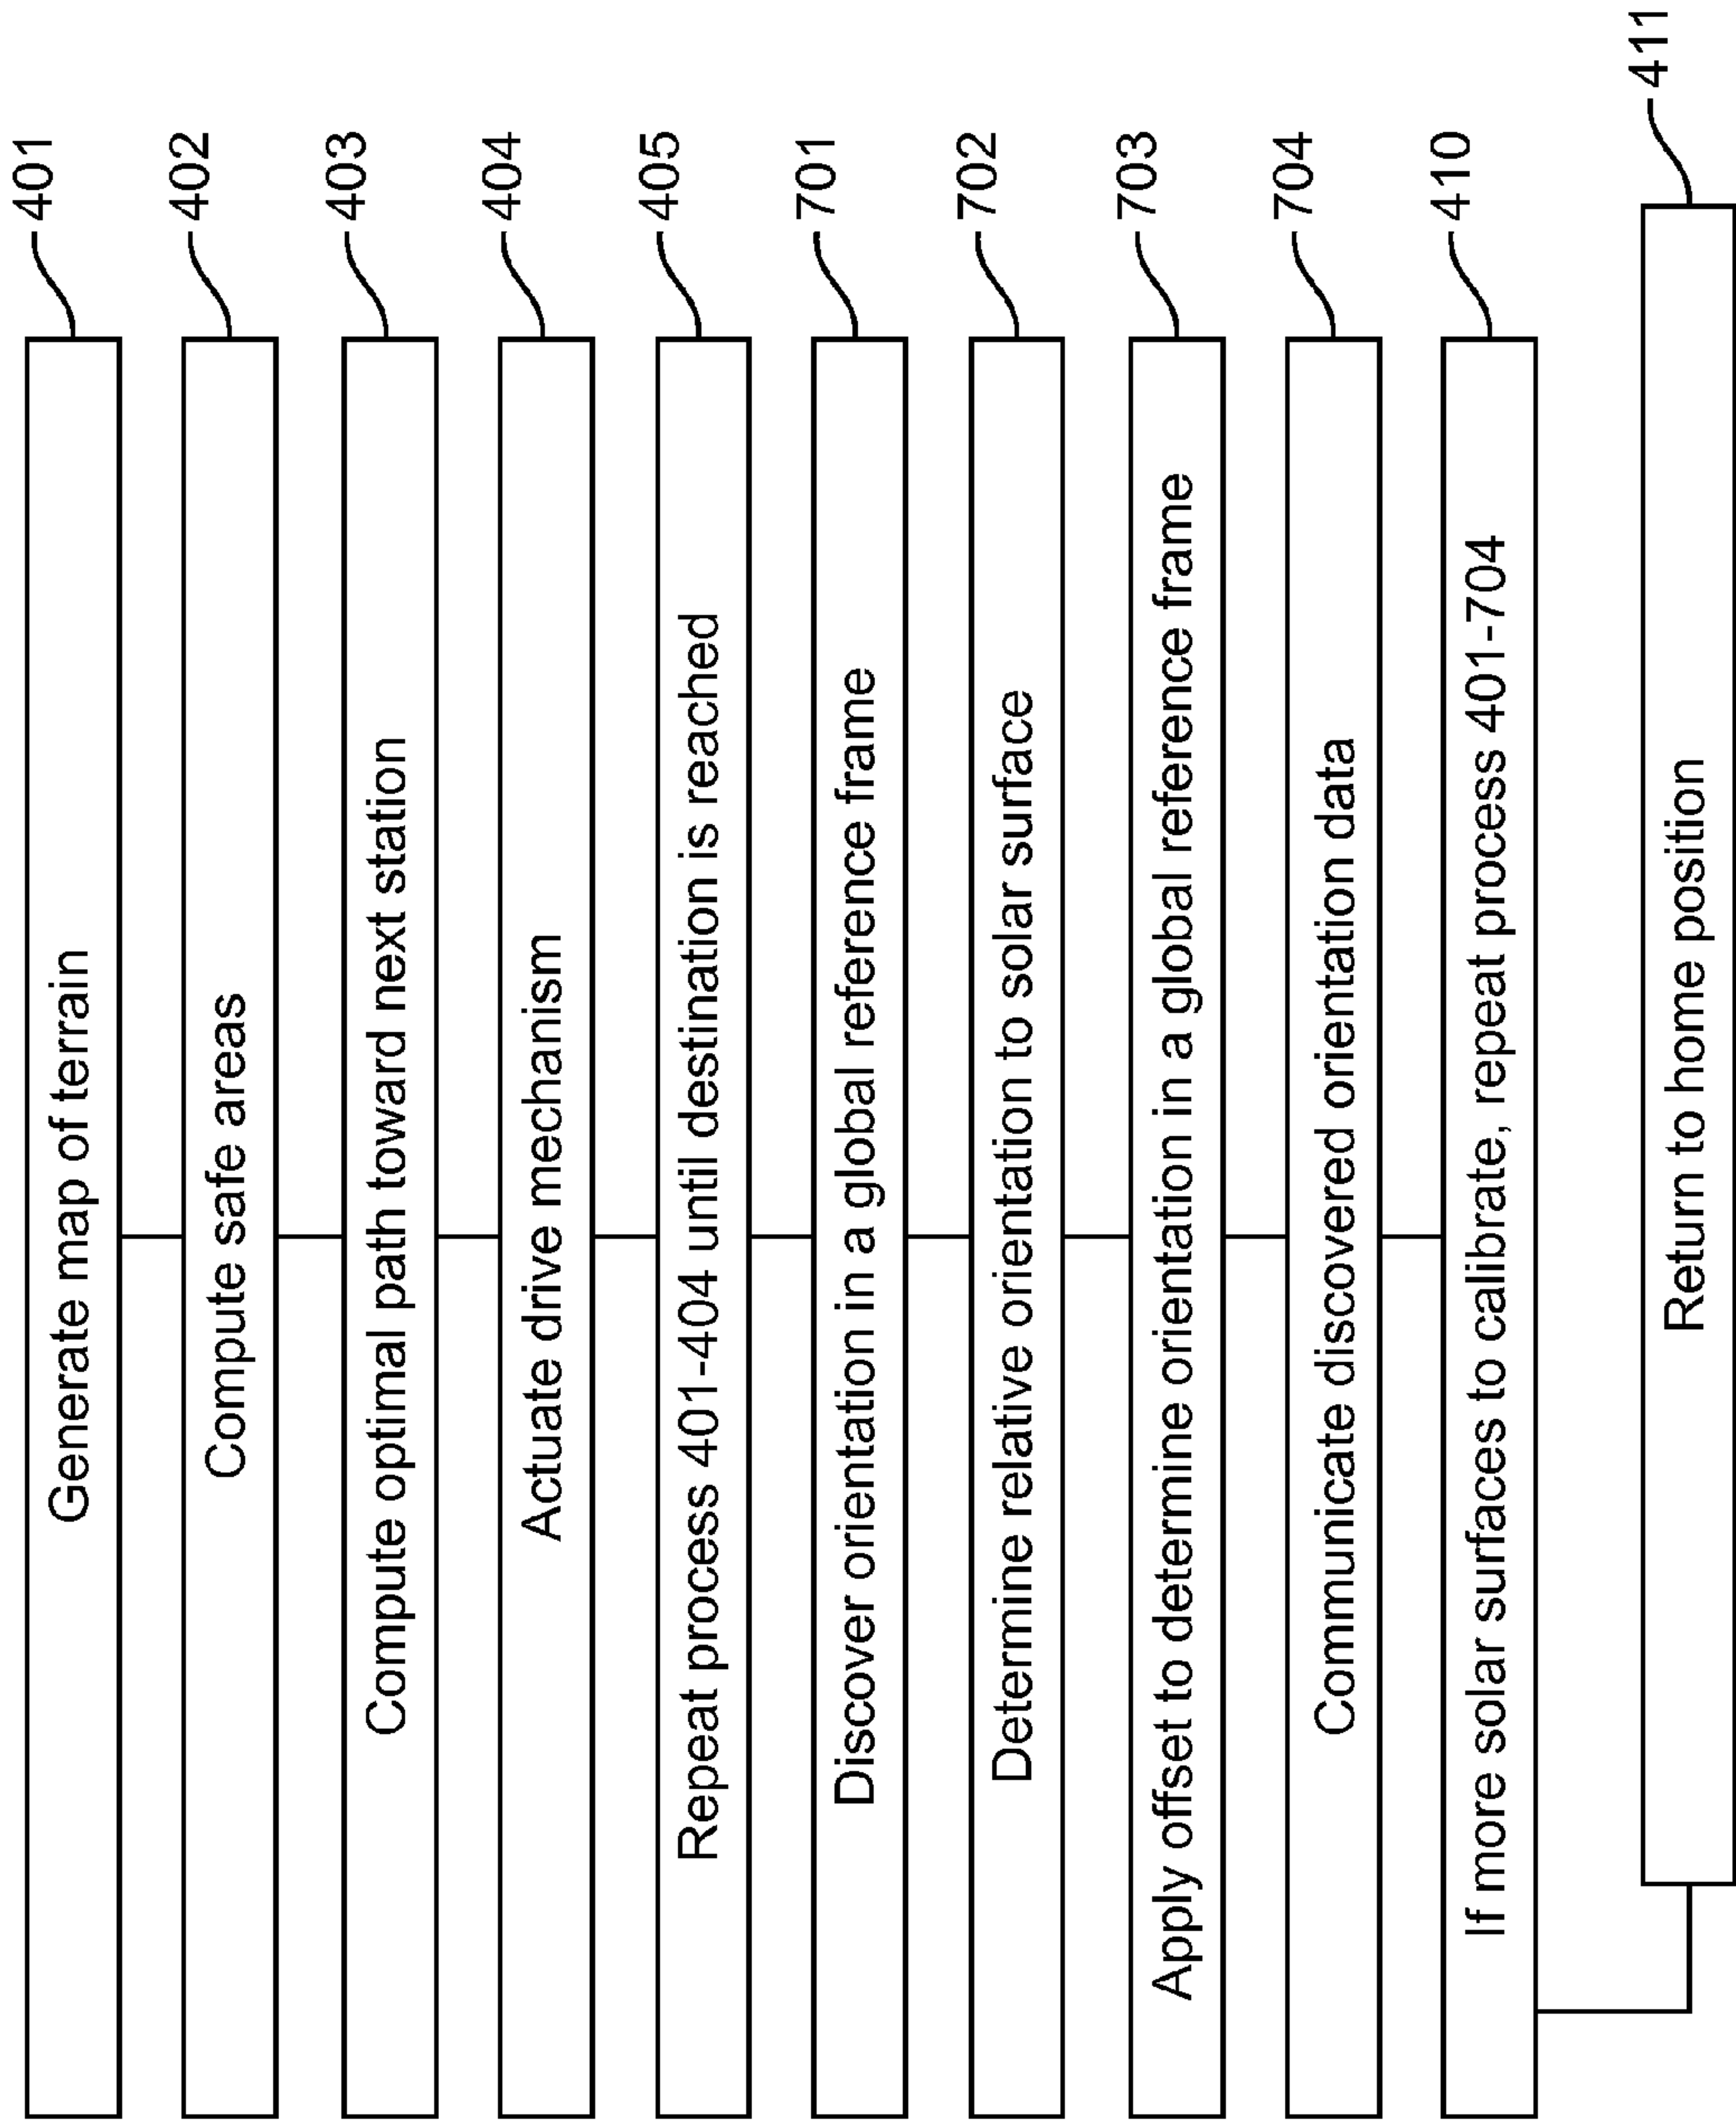 Generate map of terrain 401
Compute safe areas 402
Compute optimal path toward next station 403
Actuate drive mechanism 404
Repeat process 401-404 until destination is reached 405
Discover orientation in a global reference frame 701
Determine relative orientation to solar surface 702
Apply offset to determine orientation in a global reference frame 703
Communicate discovered orientation data 704
If more solar surfaces to calibrate, repeat process 401-704 410
Return to home position 411